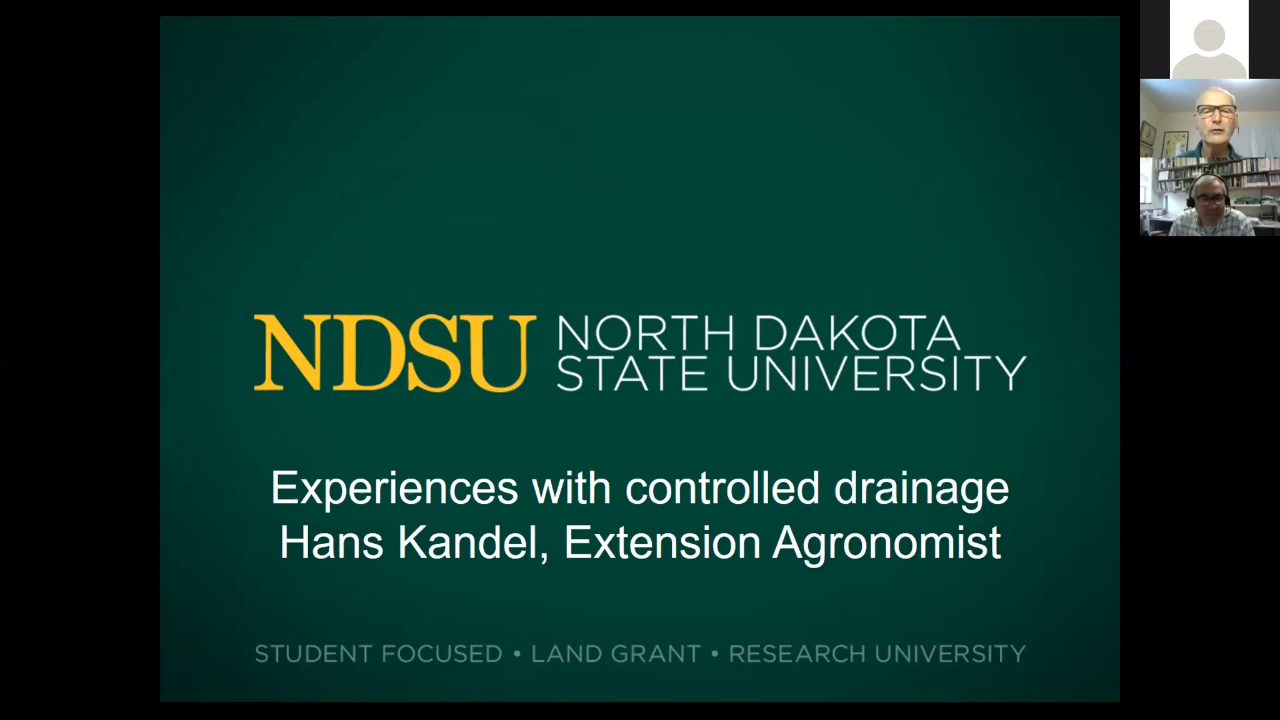 NDSU NORTH DAKOTA
STATE UNIVERSITY
Experiences with controlled drainage
Hans Kandel, Extension Agronomist
STUDENT FOCUSED • LAND GRANT • RESEARCH UNIVERSITY